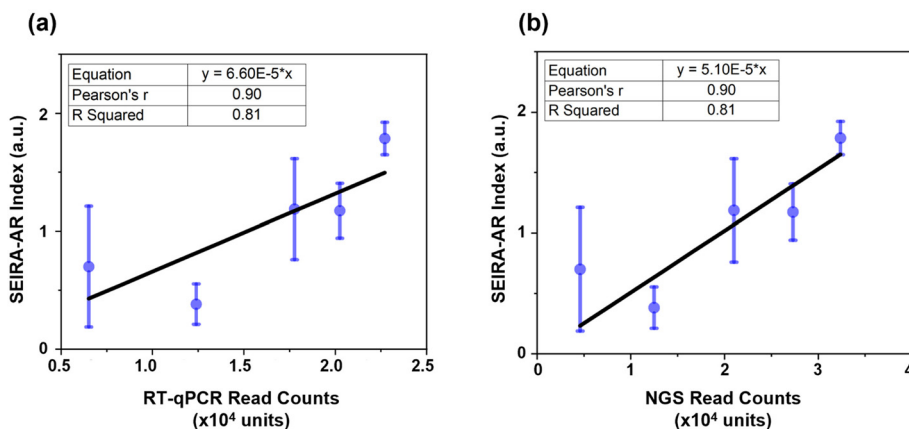 (a)
Equation y = 6.60E-5*x
Pearson's r 0.90
R Squared 0.81
SEIRA-AR Index (a.u.)
2
1
0
0.5 1.0 1.5 2.0 2.5
RT-qPCR Read Counts
(x10⁴ units)
(b)
Equation y = 5.10E-5*x
Pearson's r 0.90
R Squared 0.81
SEIRA-AR Index (a.u.)
2
1
0
0 1 2 3 4
NGS Read Counts
(x10⁴ units)